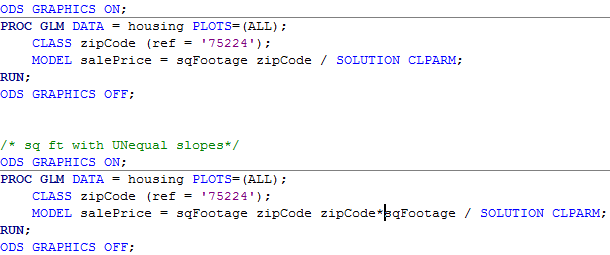 ODS GRAPHICS ON;
PROC GLM DATA = housing PLOTS=(ALL);
    CLASS zipCode (ref = '75224');
    MODEL salePrice = sqFootage zipCode / SOLUTION CLPARM;
RUN;
ODS GRAPHICS OFF;
/* sq ft with UNequal slopes*/
ODS GRAPHICS ON;
PROC GLM DATA = housing PLOTS=(ALL);
    CLASS zipCode (ref = '75224');
    MODEL salePrice = sqFootage zipCode zipCode*sqFootage / SOLUTION CLPARM;
RUN;
ODS GRAPHICS OFF;